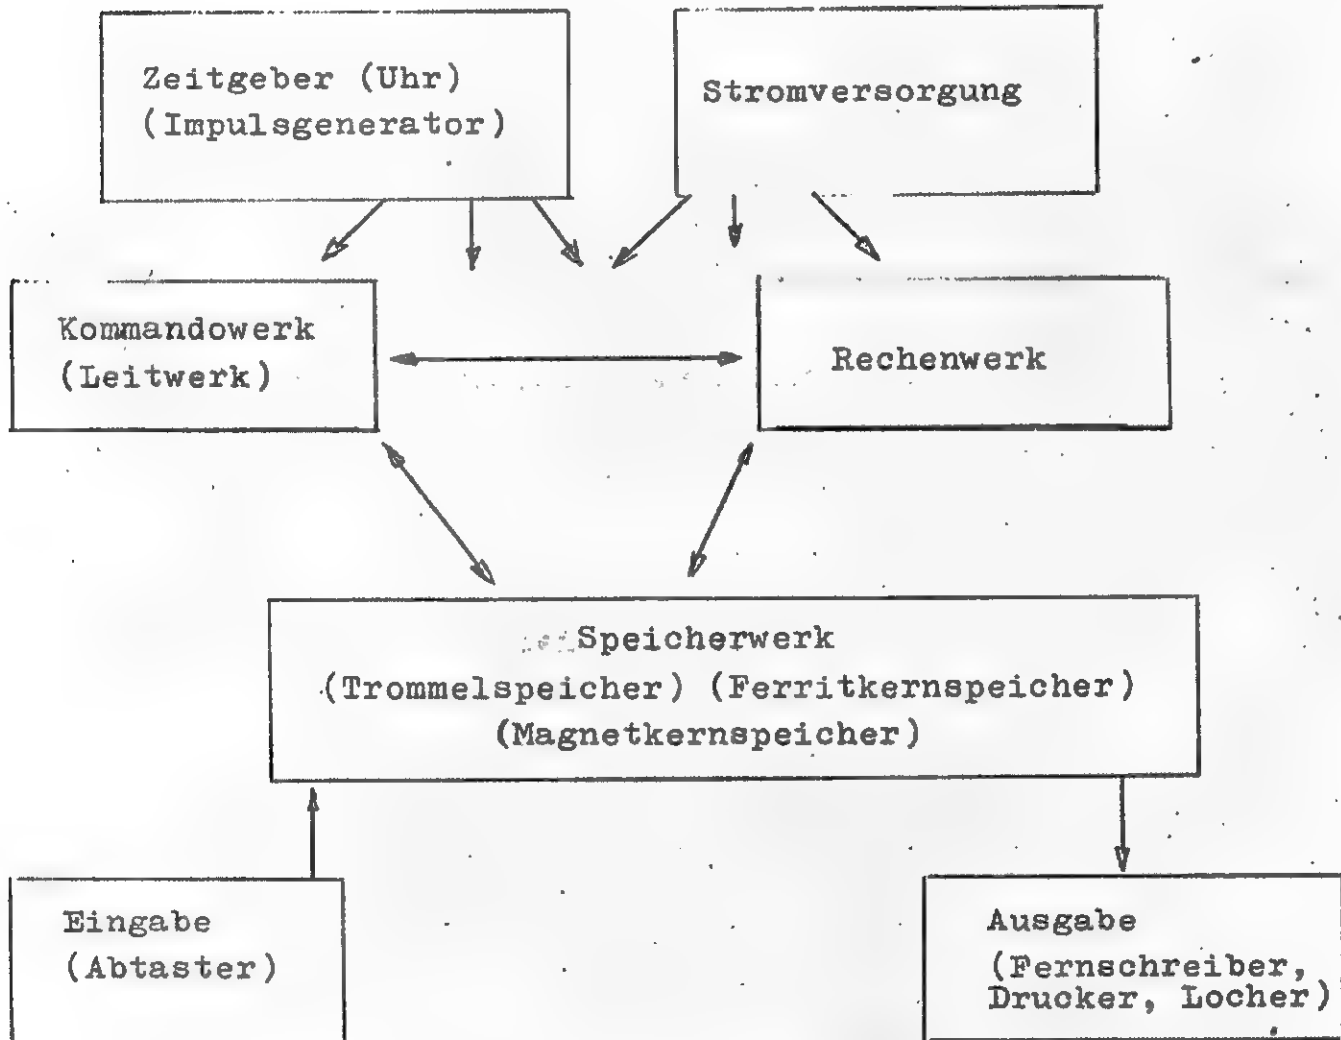 Zeitgeber (Uhr)
(Impulsgenerator)
Stromversorgung
Kommandowerk
(Leitwerk)
Rechenwerk
Speicherwerk
(Trommelspeicher) (Ferritkernspeicher)
(Magnetkernspeicher)
Eingabe
(Abtaster)
Ausgabe
(Fernschreiber,
Drucker, Locher)